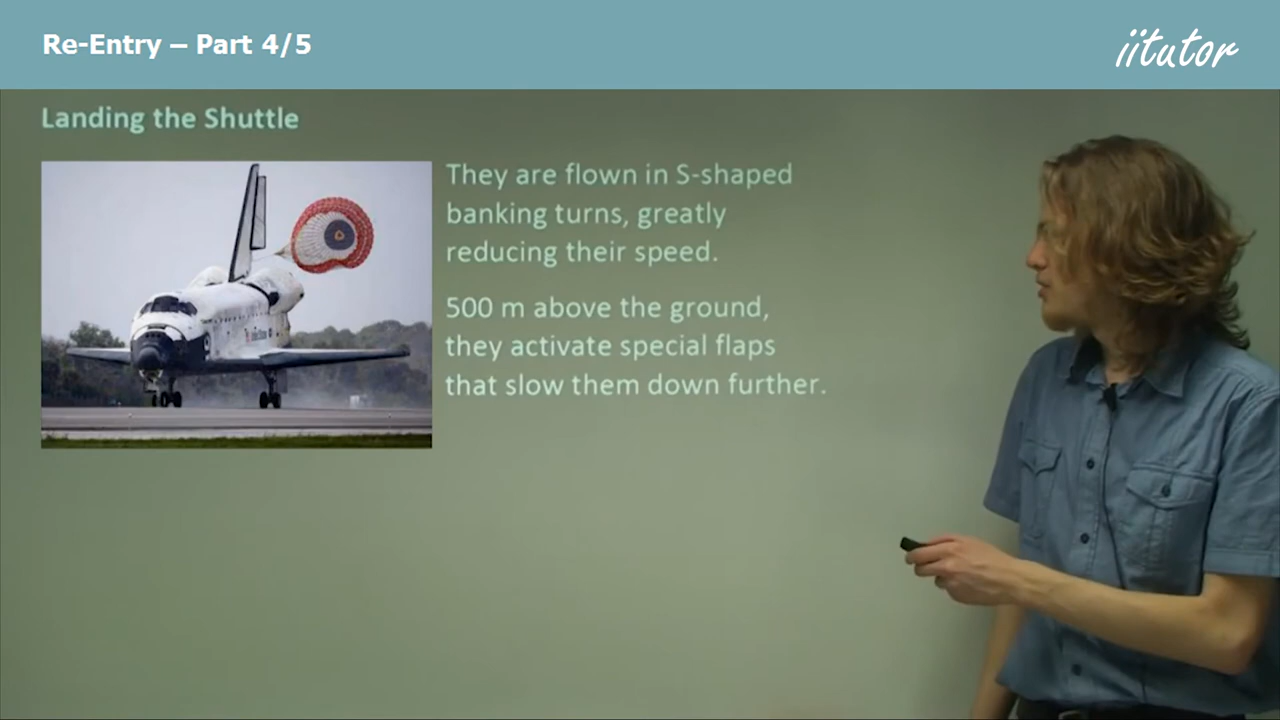 Re-Entry – Part 4/5
iitutor
Landing the Shuttle
They are flown in S-shaped
banking turns, greatly
reducing their speed.
500 m above the ground,
they activate special flaps
that slow them down further.